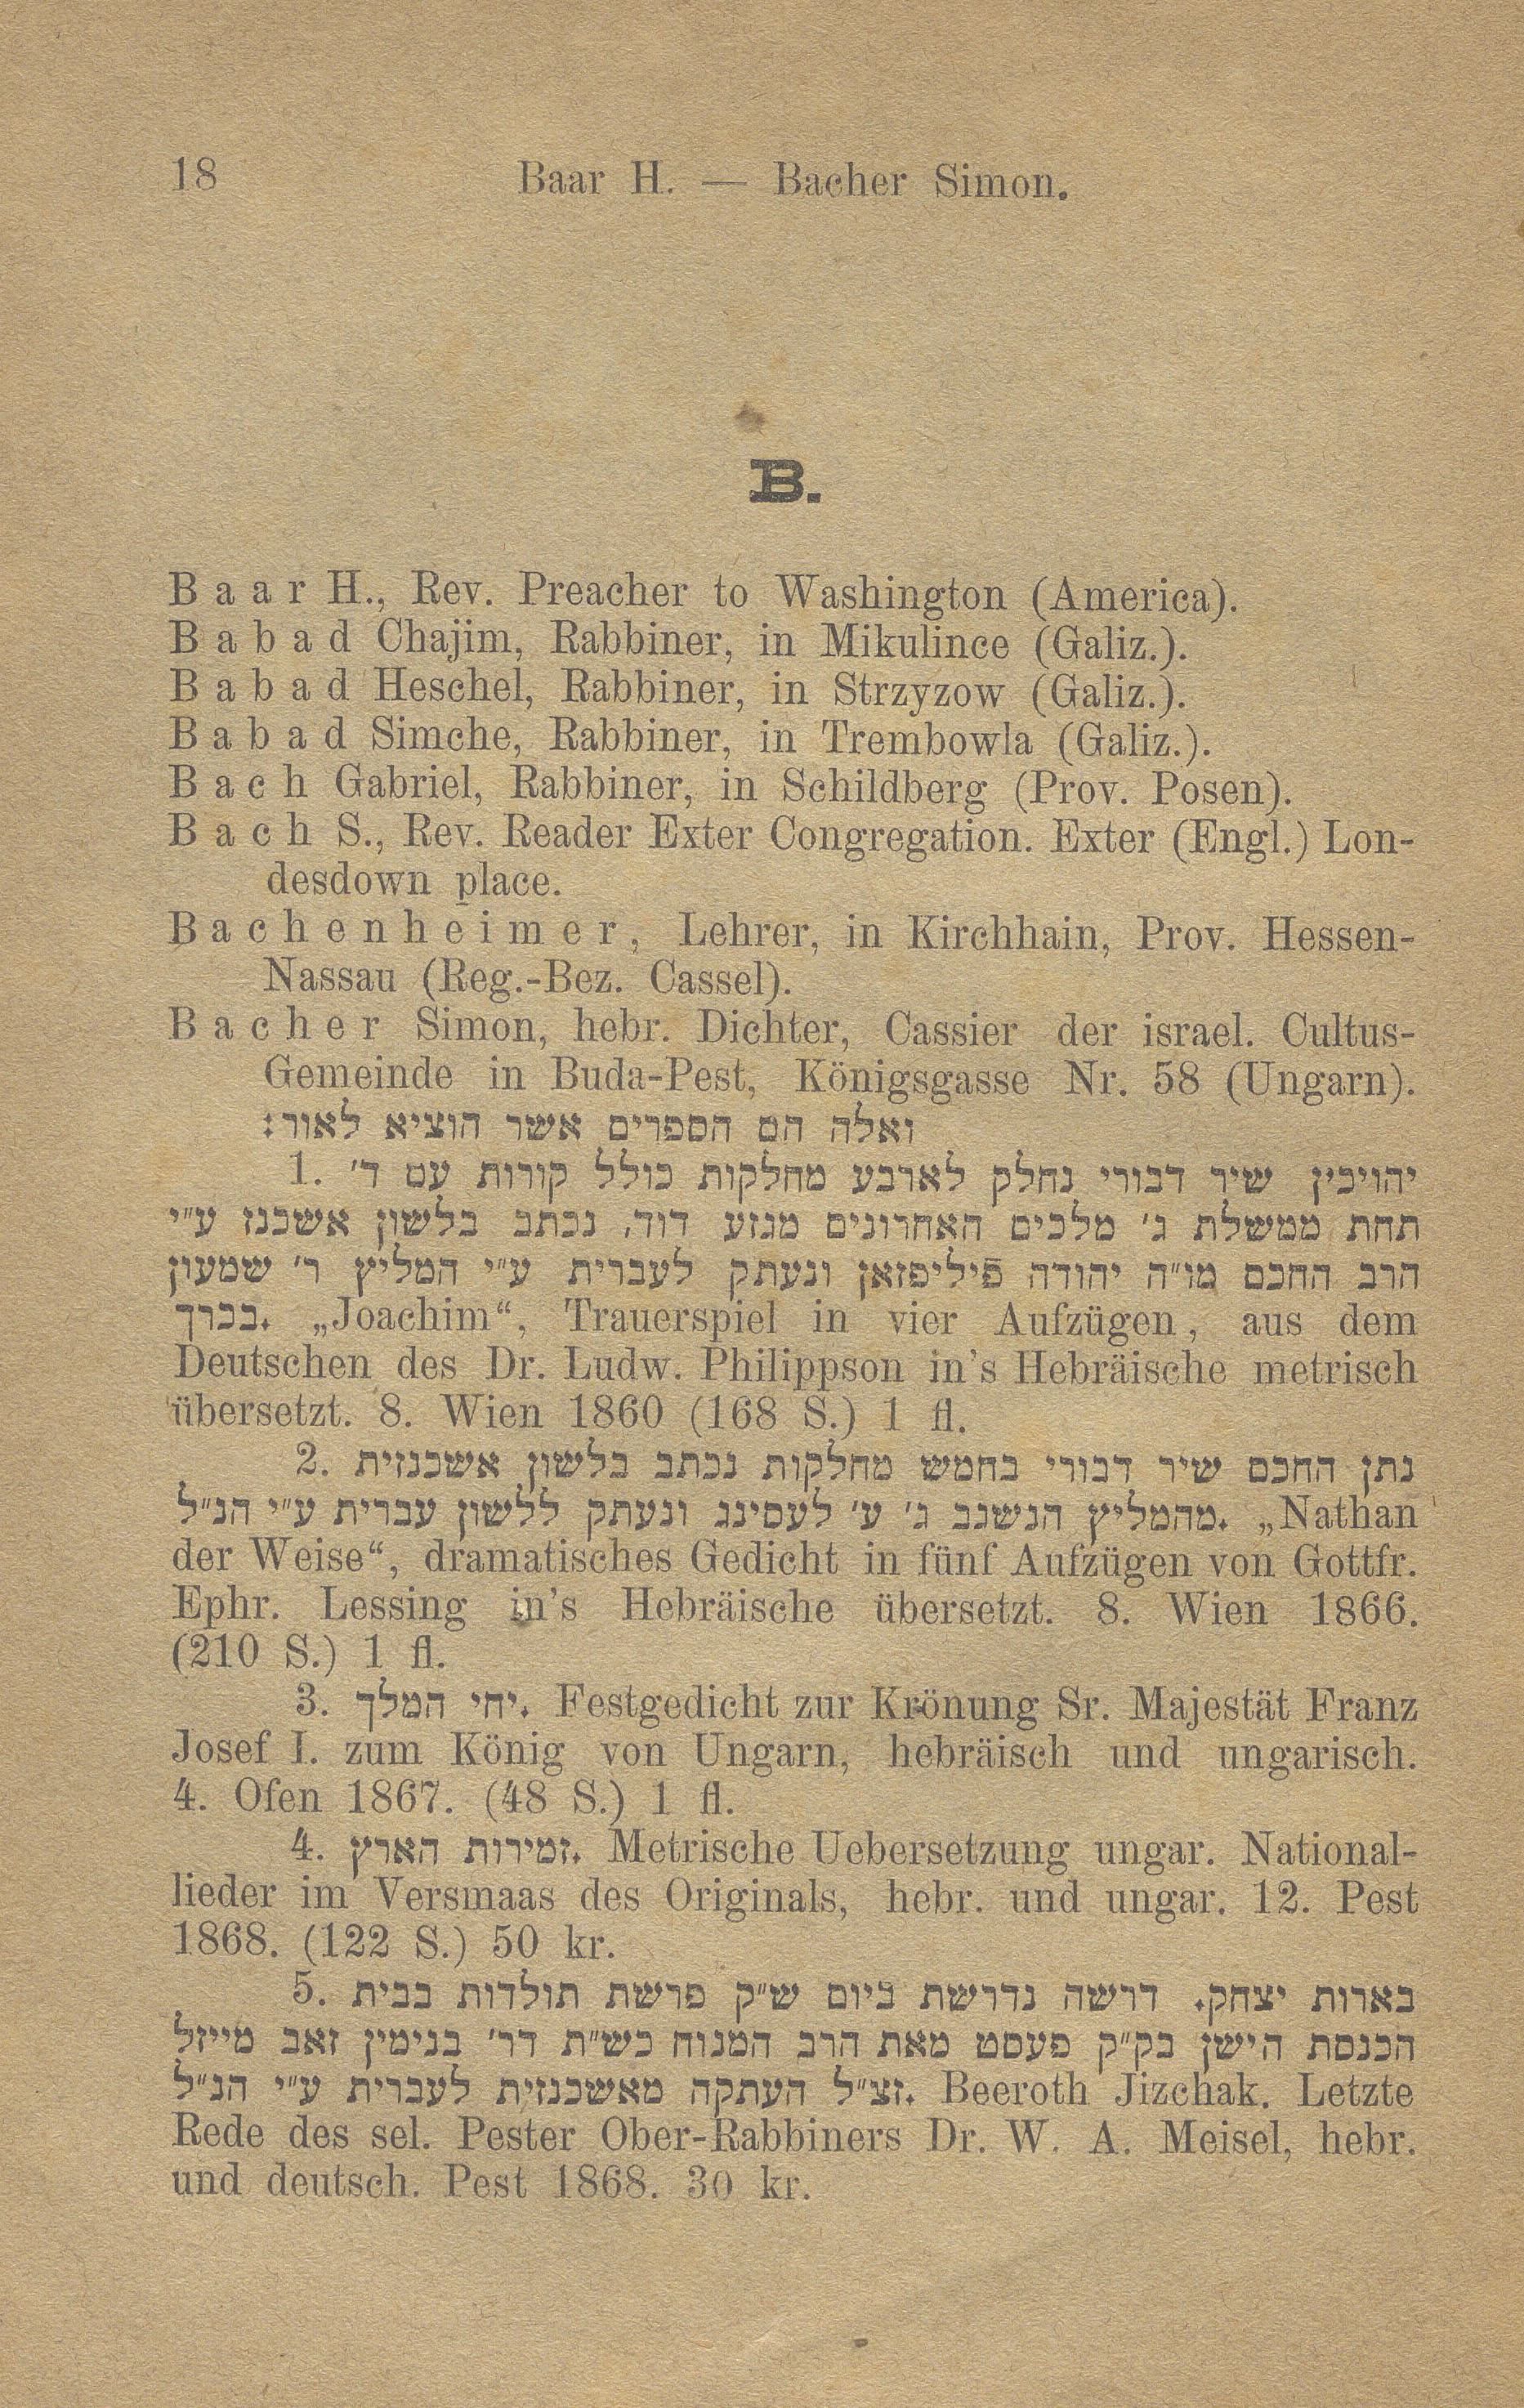 18
Baar H. — Bacher Simon.
B.
Baar H., Rev. Preacher to Washington (America).
Babad Chajim, Rabbiner, in Mikulince (Galiz.).
Babad Heschel, Rabbiner, in Strzyzow (Galiz.).
Babad Simche, Rabbiner, in Trembowla (Galiz.).
Bach Gabriel, Rabbiner, in Schildberg (Prov. Posen).
Bach S., Rev. Reader Exter Congregation. Exter (Engl.) Lon-
desdown place.
Bachenheimer, Lehrer, in Kirchhain, Prov. Hessen-
Nassau (Reg.-Bez. Cassel).
Bacher Simon, hebr. Dichter, Cassier der israel. Cultus-
Gemeinde in Buda-Pest, Königsgasse Nr. 58 (Ungarn).
ואלה הם הספרים אשר הוציא לאור:
1. יהויכין שיר דבורי נחלק לארבע מחלקות כולל קורות עם ד׳
תחת ממשלת ג׳ מלכים האחרונים מגזע דוד, נכתב בלשון אשכנז ע״י
הרב החכם מו״ה יהודה פיליפזאן ונעתק לעברית ע״י המליץ ר׳ שמעון
בכרך. „Joachim“, Trauerspiel in vier Aufzügen, aus dem
Deutschen des Dr. Ludw. Philippson in's Hebräische metrisch
übersetzt. 8. Wien 1860 (168 S.) 1 fl.
2. נתן החכם שיר דבורי בחמש מחלקות נכתב בלשון אשכנזית
מהמליץ הנשגב ג׳ ע׳ לעסינג ונעתק ללשון עברית ע״י הנ״ל. „Nathan
der Weise“, dramatisches Gedicht in fünf Aufzügen von Gottfr.
Ephr. Lessing in's Hebräische übersetzt. 8. Wien 1866.
(210 S.) 1 fl.
3. יחי המלך. Festgedicht zur Krönung Sr. Majestät Franz
Josef I. zum König von Ungarn, hebräisch und ungarisch.
4. Ofen 1867. (48 S.) 1 fl.
4. זמירות הארץ. Metrische Uebersetzung ungar. National-
lieder im Versmaas des Originals, hebr. und ungar. 12. Pest
1868. (122 S.) 50 kr.
5. בארות יצחק. דרשה נדרשת ביום ש״ק פרשת תולדות בבית
הכנסת הישן בק״ק פעסט מאת הרב המנוח כש״ת דר׳ בנימין זאב מייזל
זצ״ל העתקה מאשכנזית לעברית ע״י הנ״ל. Beeroth Jizchak. Letzte
Rede des sel. Pester Ober-Rabbiners Dr. W. A. Meisel, hebr.
und deutsch. Pest 1868. 30 kr.